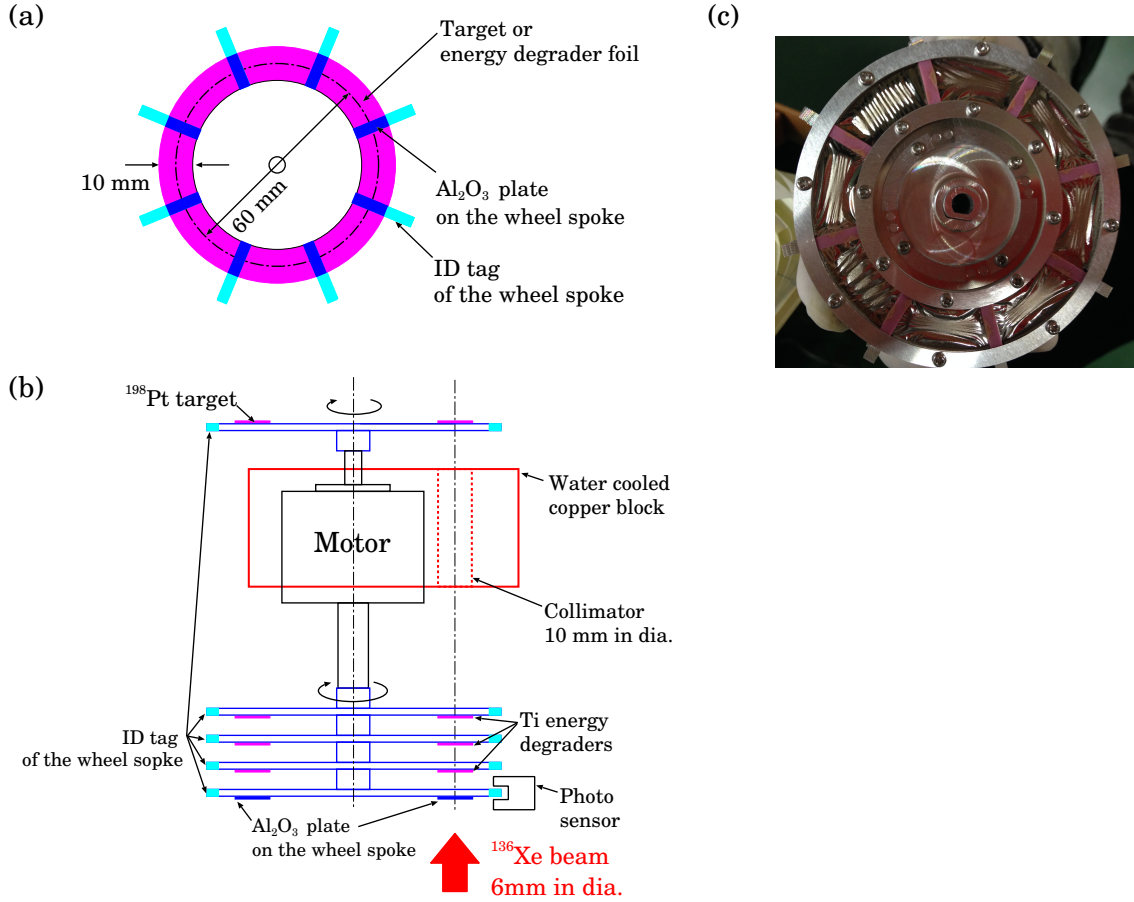 (a)
Target or
energy degrader foil
10 mm
60 mm
Al₂O₃ plate
on the wheel spoke
ID tag
of the wheel spoke
(c)
(b)
¹⁹⁸Pt target
Water cooled
copper block
Motor
Collimator
10 mm in dia.
ID tag
of the wheel sopke
Ti energy
degraders
Photo
sensor
Al₂O₃ plate
on the wheel spoke
¹³⁶Xe beam
6mm in dia.